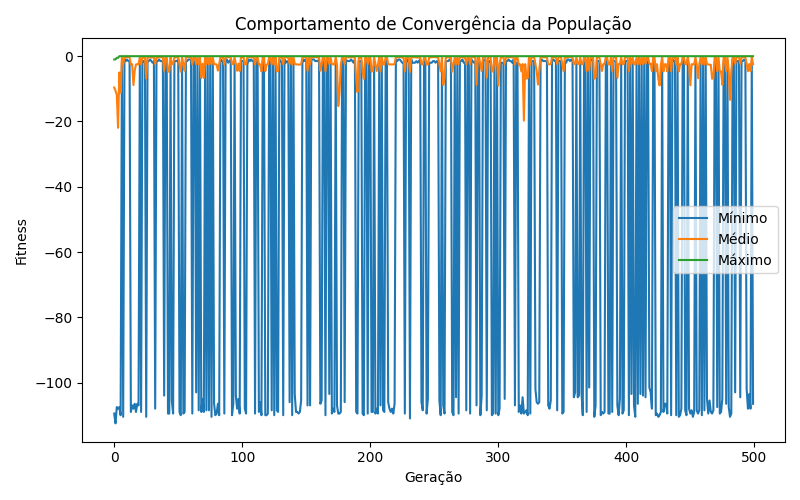 Comportamento de Convergência da População
Fitness
0
−20
−40
−60
−80
−100
Mínimo
Médio
Máximo
0
100
200
300
400
500
Geração